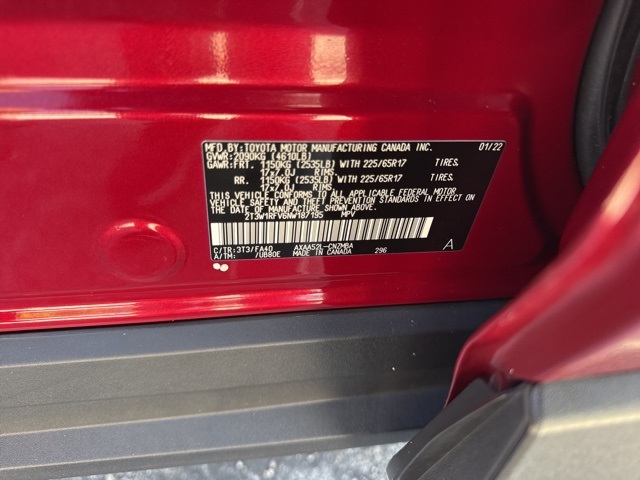 MFD.BY:TOYOTA MOTOR MANUFACTURING CANADA INC. 01/22
GVWR:2090KG (4610LB)
GAWR:FRT. 1150KG (2535LB) WITH 225/65R17 TIRES.
17x7.0J RIMS.
RR. 1150KG (2535LB) WITH 225/65R17 TIRES.
17x7.0J RIMS.
THIS VEHICLE CONFORMS TO ALL APPLICABLE FEDERAL MOTOR
VEHICLE SAFETY, BUMPER, AND THEFT PREVENTION STANDARDS
IN EFFECT ON THE DATE OF MANUFACTURE SHOWN ABOVE.
2T3W1RFV6NW187195 MPV
C/TR:3T3/FA40 AXAA52L-CNZMBA A
A/TM: /UB80E MADE IN CANADA 296